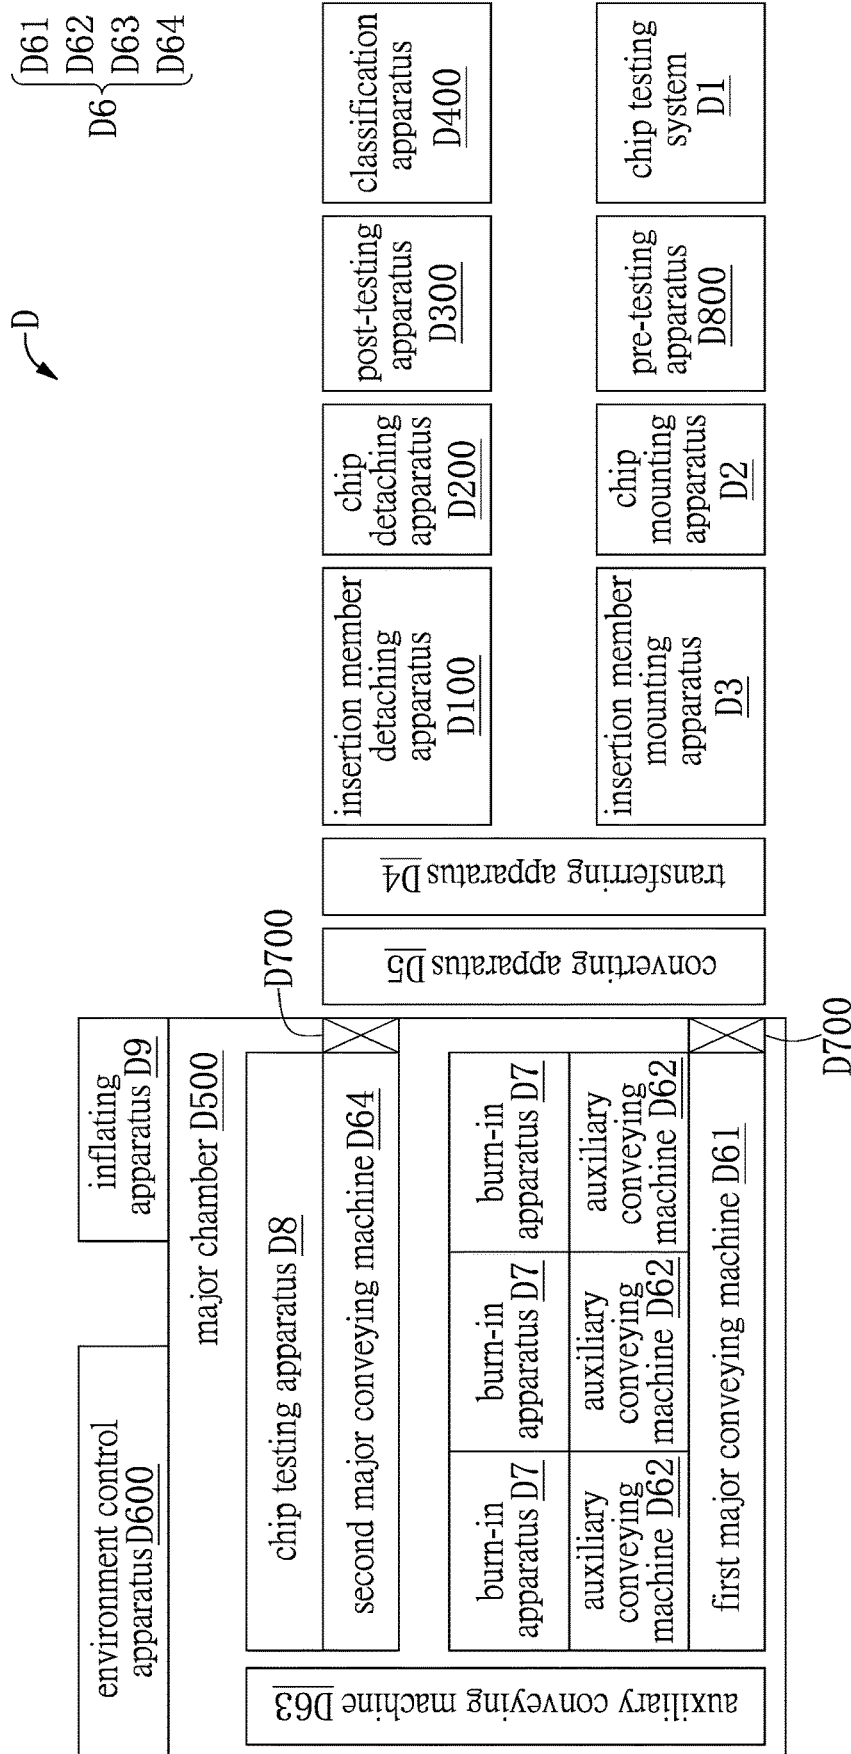 D
D6
D61
D62
D63
D64
environment control
apparatus D600
inflating
apparatus D9
major chamber D500
chip testing apparatus D8
second major conveying machine D64
D700
auxiliary conveying machine D63
burn-in
apparatus D7
burn-in
apparatus D7
burn-in
apparatus D7
auxiliary
conveying
machine D62
auxiliary
conveying
machine D62
auxiliary
conveying
machine D62
first major conveying machine D61
D700
converting apparatus D5
transferring apparatus D4
insertion member
detaching
apparatus
D100
chip
detaching
apparatus
D200
post-testing
apparatus
D300
classification
apparatus
D400
insertion member
mounting
apparatus
D3
chip
mounting
apparatus
D2
pre-testing
apparatus
D800
chip testing
system
D1